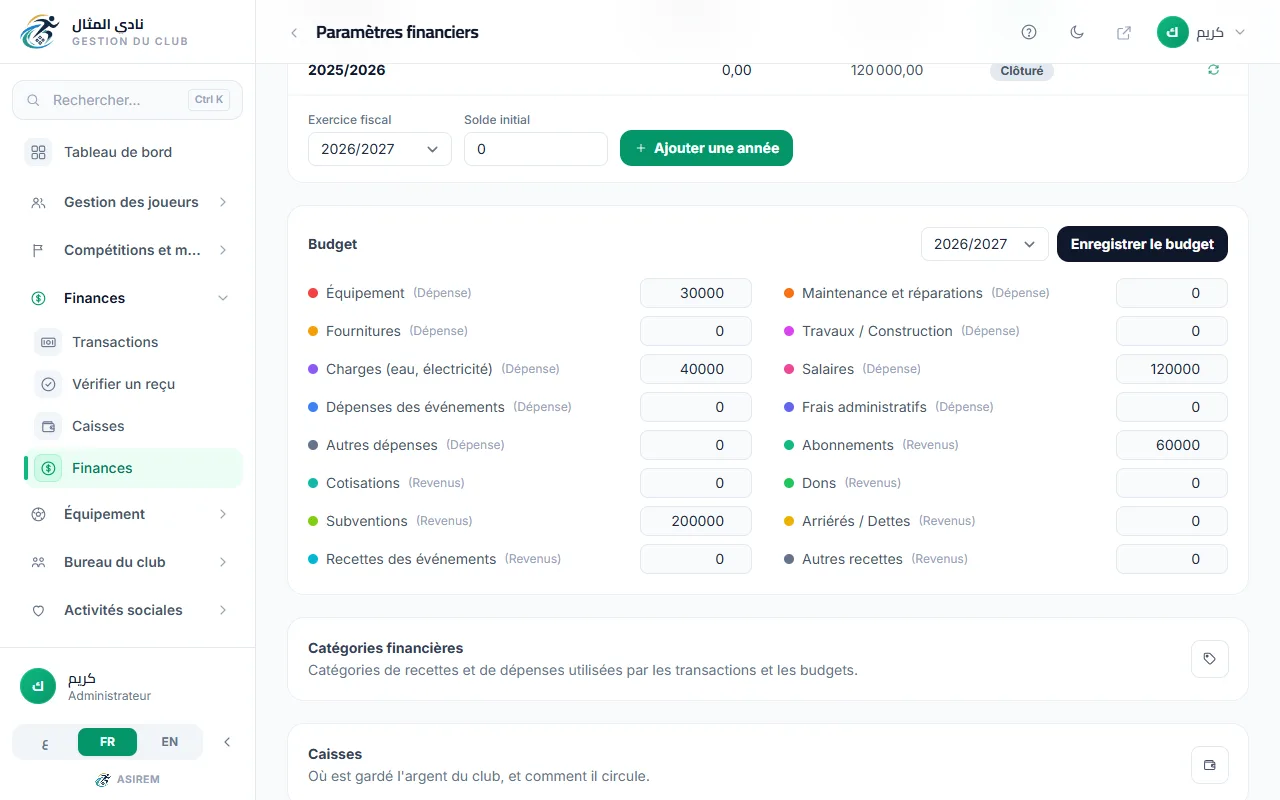 نادي المثال
GESTION DU CLUB
Paramètres financiers
ك
كريم
Rechercher...
Ctrl K
Tableau de bord
Gestion des joueurs
Compétitions et m...
Finances
Transactions
Vérifier un reçu
Caisses
Finances
Équipement
Bureau du club
Activités sociales
ك
كريم
Administrateur
ع
FR
EN
ASIREM
2025/2026 0,00 120 000,00 Clôturé
Exercice fiscal Solde initial
2026/2027 0 + Ajouter une année
Budget 2026/2027 Enregistrer le budget
Équipement (Dépense) 30000 Maintenance et réparations (Dépense) 0
Fournitures (Dépense) 0 Travaux / Construction (Dépense) 0
Charges (eau, électricité) (Dépense) 40000 Salaires (Dépense) 120000
Dépenses des événements (Dépense) 0 Frais administratifs (Dépense) 0
Autres dépenses (Dépense) 0 Abonnements (Revenus) 60000
Cotisations (Revenus) 0 Dons (Revenus) 0
Subventions (Revenus) 200000 Arriérés / Dettes (Revenus) 0
Recettes des événements (Revenus) 0 Autres recettes (Revenus) 0
Catégories financières
Catégories de recettes et de dépenses utilisées par les transactions et les budgets.
Caisses
Où est gardé l'argent du club, et comment il circule.